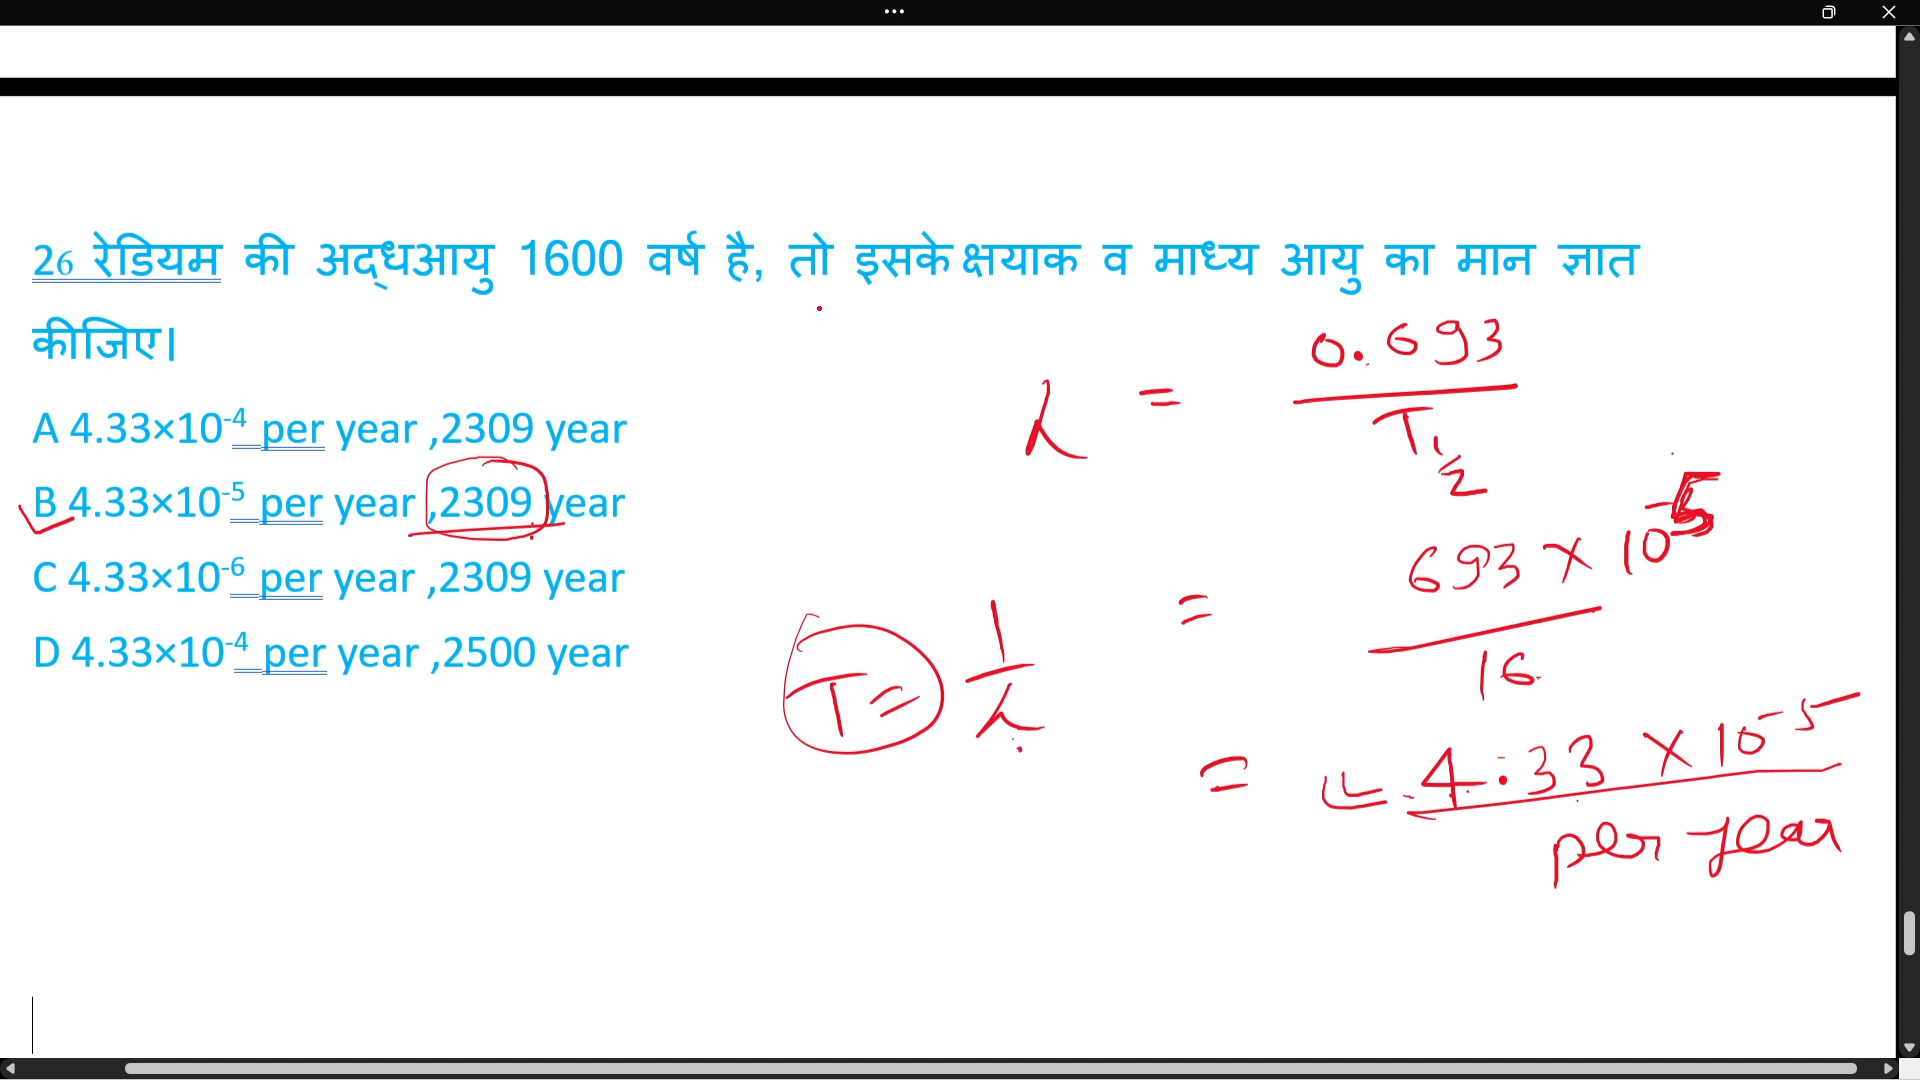 26 रेडियम की अद्धआयु 1600 वर्ष है, तो इसके क्षयाक व माध्य आयु का मान ज्ञात
कीजिए।
A 4.33×10-4 per year ,2309 year
B 4.33×10-5 per year ,2309 year
C 4.33×10-6 per year ,2309 year
D 4.33×10-4 per year ,2500 year
λ = 0.693
T1/2
= 693 × 10-5
16
= 4.33 × 10-5
per year
T = 1
λ